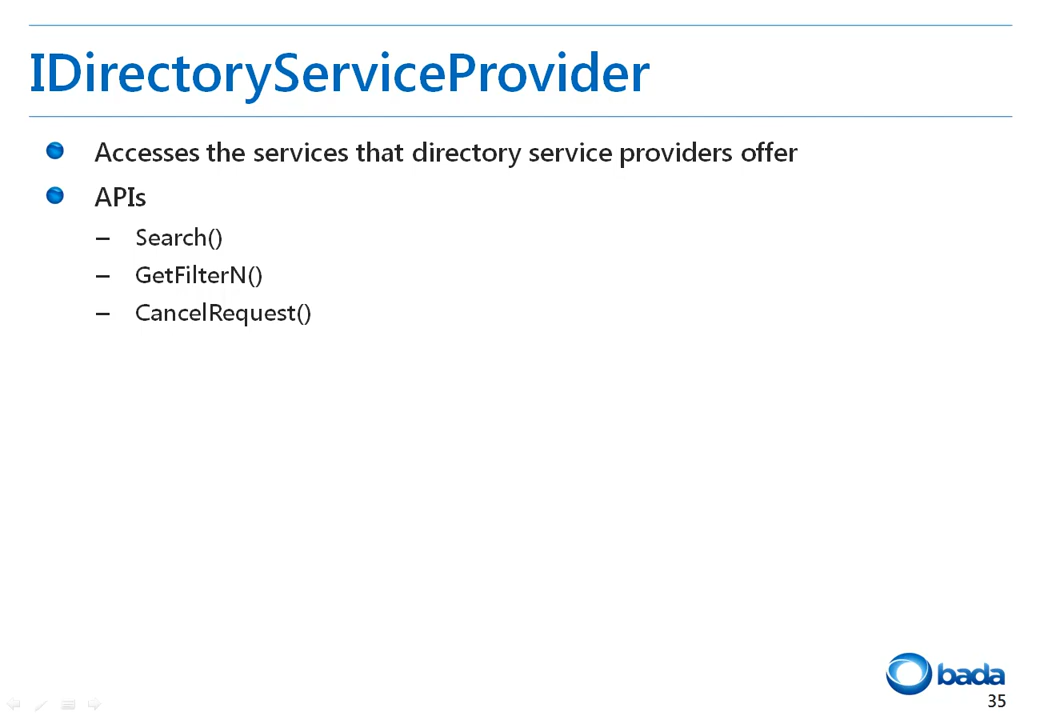 IDirectoryServiceProvider
Accesses the services that directory service providers offer
APIs
– Search()
– GetFilterN()
– CancelRequest()
bada
35